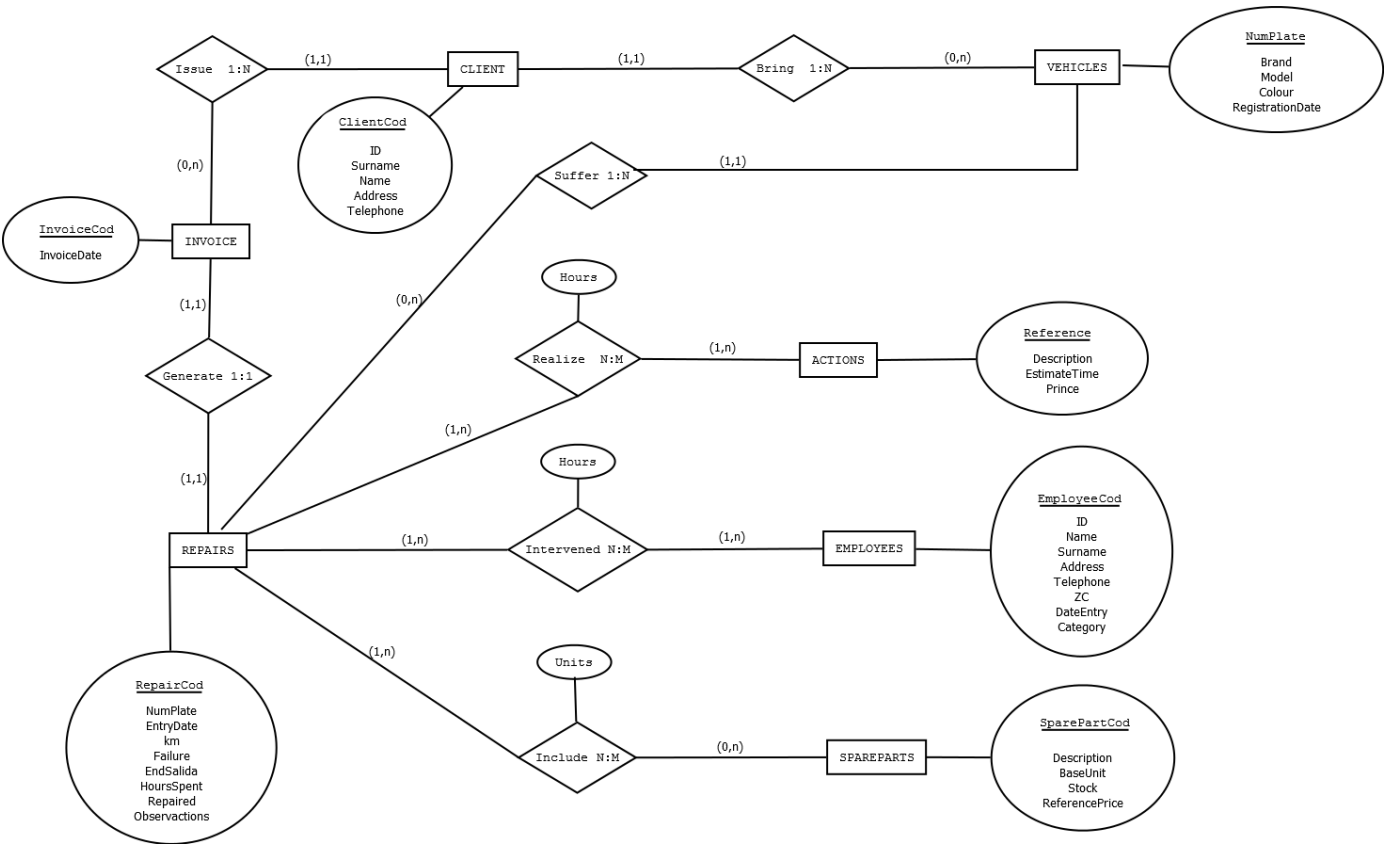 Issue 1:N
(1,1)
CLIENT
(1,1)
Bring 1:N
(0,n)
VEHICLES
NumPlate
Brand
Model
Colour
RegistrationDate
ClientCod
ID
Surname
Name
Address
Telephone
(0,n)
Suffer 1:N
(1,1)
InvoiceCod
InvoiceDate
INVOICE
(1,1)
(0,n)
Hours
Realize N:M
(1,n)
ACTIONS
Reference
Description
EstimateTime
Prince
Generate 1:1
(1,n)
(1,1)
Hours
REPAIRS
(1,n)
Intervened N:M
(1,n)
EMPLOYEES
EmployeeCod
ID
Name
Surname
Address
Telephone
ZC
DateEntry
Category
(1,n)
Units
Include N:M
(0,n)
SPAREPARTS
SparePartCod
Description
BaseUnit
Stock
ReferencePrice
RepairCod
NumPlate
EntryDate
km
Failure
EndSalida
HoursSpent
Repaired
Observactions